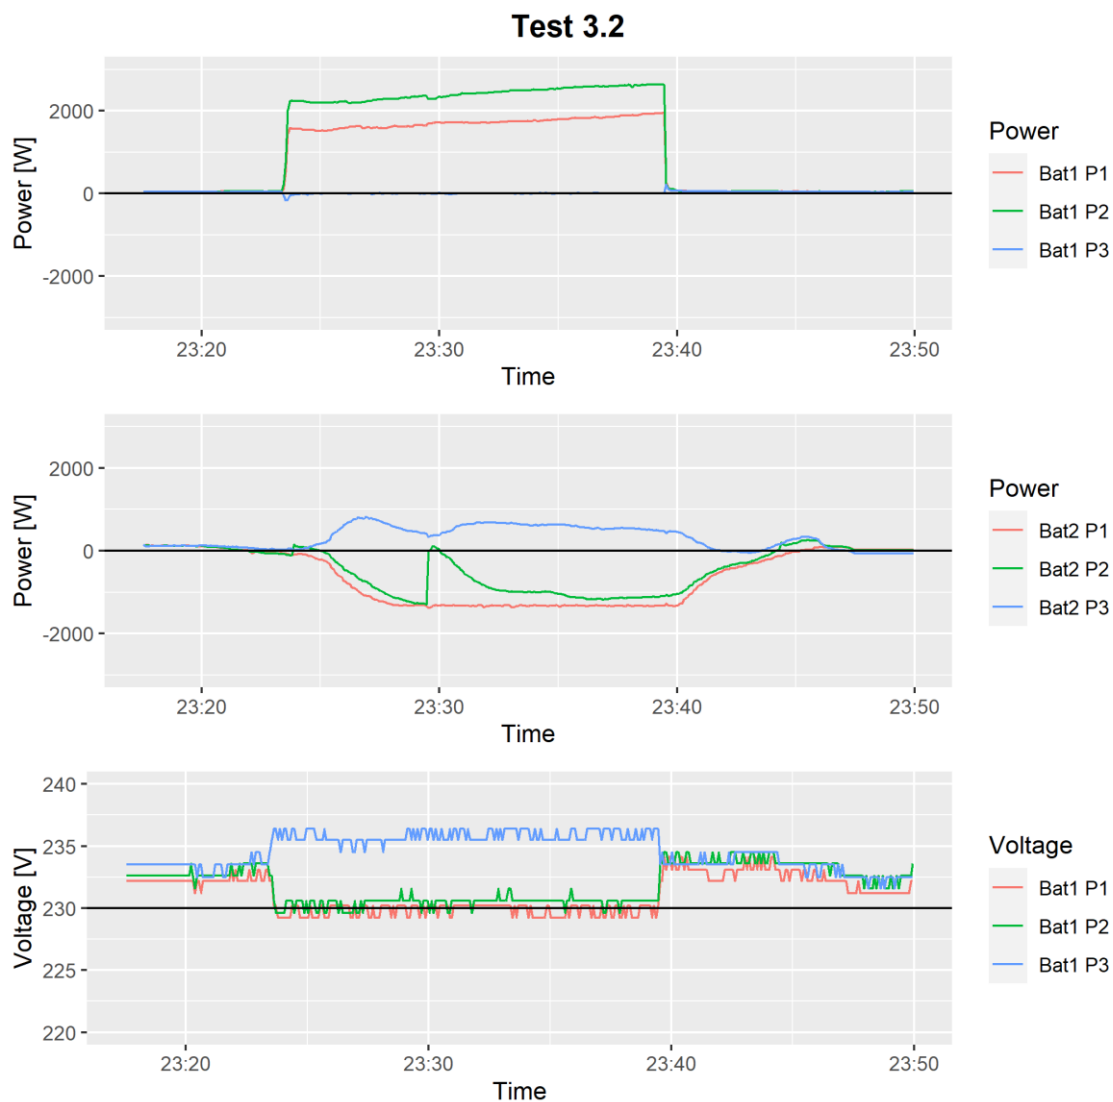 Test 3.2
Power [W]
2000
0
-2000
23:20 23:30 23:40 23:50
Time
Power
Bat1 P1
Bat1 P2
Bat1 P3
Power [W]
2000
0
-2000
23:20 23:30 23:40 23:50
Time
Power
Bat2 P1
Bat2 P2
Bat2 P3
Voltage [V]
240
235
230
225
220
23:20 23:30 23:40 23:50
Time
Voltage
Bat1 P1
Bat1 P2
Bat1 P3